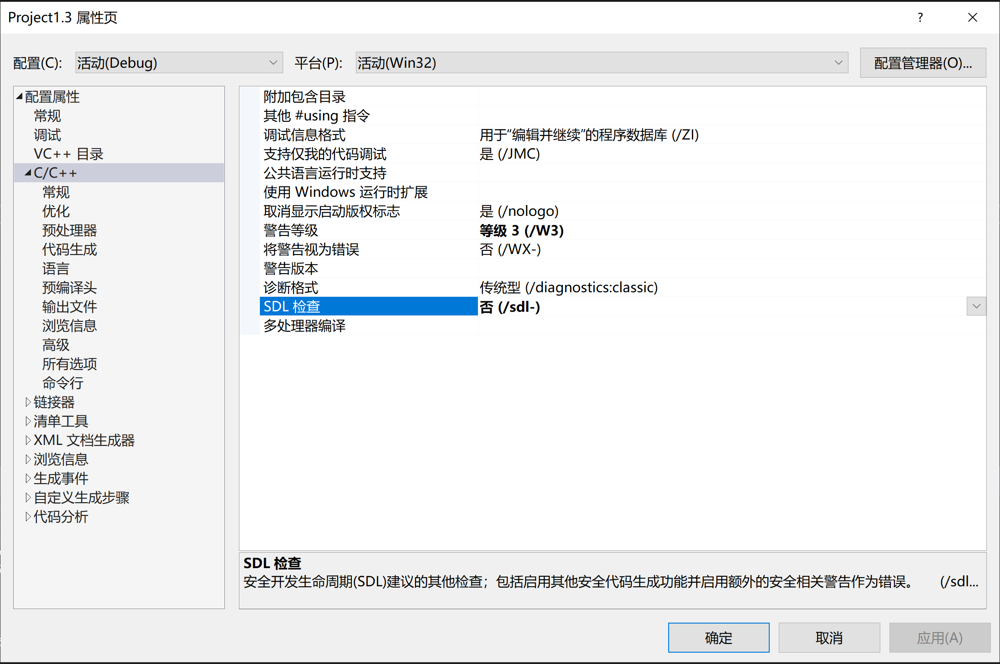 Project1.3 属性页
?
配置(C):
活动(Debug)
平台(P):
活动(Win32)
配置管理器(O)...
配置属性
常规
调试
VC++ 目录
C/C++
常规
优化
预处理器
代码生成
语言
预编译头
输出文件
浏览信息
高级
所有选项
命令行
链接器
清单工具
XML 文档生成器
浏览信息
生成事件
自定义生成步骤
代码分析
附加包含目录
其他 #using 指令
调试信息格式 用于“编辑并继续”的程序数据库 (/ZI)
支持仅我的代码调试 是 (/JMC)
公共语言运行时支持
使用 Windows 运行时扩展
取消显示启动版权标志 是 (/nologo)
警告等级 等级 3 (/W3)
将警告视为错误 否 (/WX-)
警告版本
诊断格式 传统型 (/diagnostics:classic)
SDL 检查 否 (/sdl-)
多处理器编译
SDL 检查
安全开发生命周期(SDL)建议的其他检查；包括启用其他安全代码生成功能并启用额外的安全相关警告作为错误。 (/sdl...
确定
取消
应用(A)